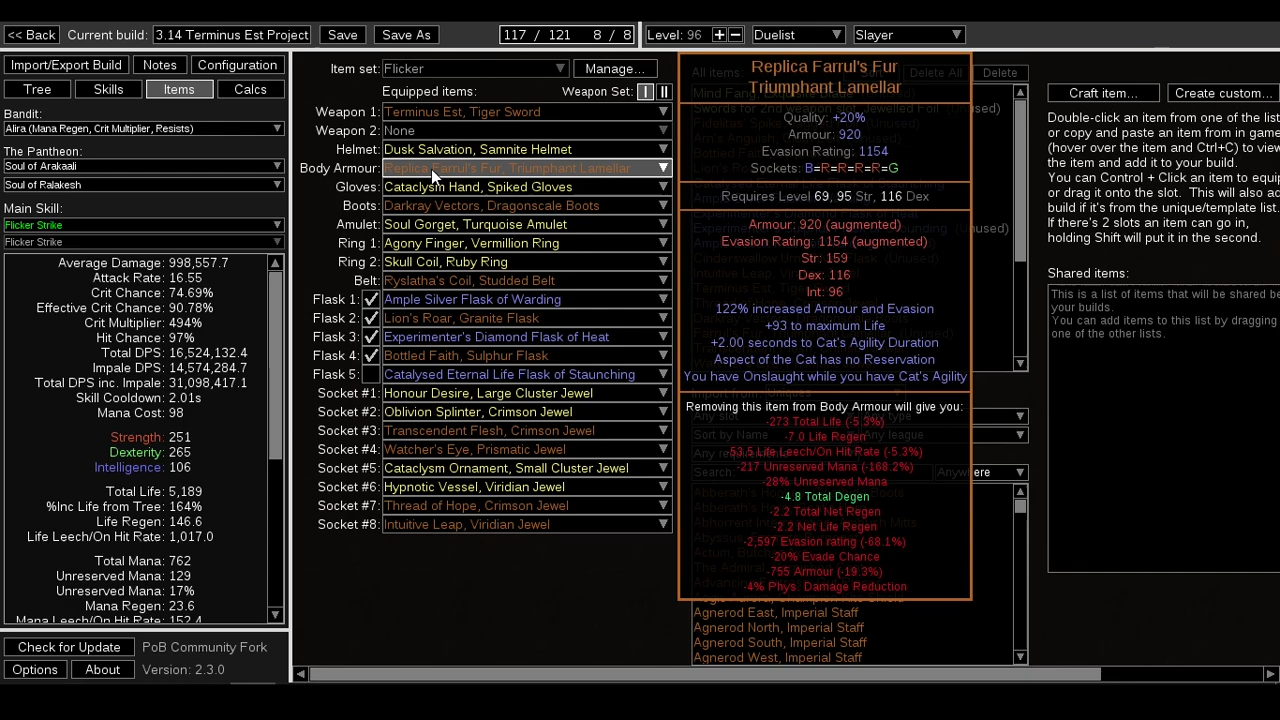 << Back
Current build:
3.14 Terminus Est Project
Save
Save As
117 / 121 8 / 8
Level: 96
+
−
Duelist
Slayer
Import/Export Build
Notes
Configuration
Tree
Skills
Items
Calcs
Bandit:
Alira (Mana Regen, Crit Multiplier, Resists)
The Pantheon:
Soul of Arakaali
Soul of Ralakesh
Main Skill:
Flicker Strike
Flicker Strike
Average Damage: 998,557.7
Attack Rate: 16.55
Crit Chance: 74.69%
Effective Crit Chance: 90.78%
Crit Multiplier: 494%
Hit Chance: 97%
Total DPS: 16,524,132.4
Impale DPS: 14,574,284.7
Total DPS inc. Impale: 31,098,417.1
Skill Cooldown: 2.01s
Mana Cost: 98
Strength: 251
Dexterity: 265
Intelligence: 106
Total Life: 5,189
%Inc Life from Tree: 164%
Life Regen: 146.6
Life Leech/On Hit Rate: 1,017.0
Total Mana: 762
Unreserved Mana: 129
Unreserved Mana: 17%
Mana Regen: 23.6
Mana Leech/On Hit Rate: 152.4
Check for Update
PoB Community Fork
Options
About
Version: 2.3.0
Item set:
Flicker
Manage...
Equipped items:
Weapon Set:
I
II
Weapon 1: Terminus Est, Tiger Sword
Weapon 2: None
Helmet: Dusk Salvation, Samnite Helmet
Body Armour: Replica Farrul's Fur, Triumphant Lamellar
Gloves: Cataclysm Hand, Spiked Gloves
Boots: Darkray Vectors, Dragonscale Boots
Amulet: Soul Gorget, Turquoise Amulet
Ring 1: Agony Finger, Vermillion Ring
Ring 2: Skull Coil, Ruby Ring
Belt: Ryslatha's Coil, Studded Belt
Flask 1: Ample Silver Flask of Warding
Flask 2: Lion's Roar, Granite Flask
Flask 3: Experimenter's Diamond Flask of Heat
Flask 4: Bottled Faith, Sulphur Flask
Flask 5: Catalysed Eternal Life Flask of Staunching
Socket #1: Honour Desire, Large Cluster Jewel
Socket #2: Oblivion Splinter, Crimson Jewel
Socket #3: Transcendent Flesh, Crimson Jewel
Socket #4: Watcher's Eye, Prismatic Jewel
Socket #5: Cataclysm Ornament, Small Cluster Jewel
Socket #6: Hypnotic Vessel, Viridian Jewel
Socket #7: Thread of Hope, Crimson Jewel
Socket #8: Intuitive Leap, Viridian Jewel
Replica Farrul's Fur
Triumphant Lamellar
Quality: +20%
Armour: 920
Evasion Rating: 1154
Sockets: B=R=R=R=R=G
Requires Level 69, 95 Str, 116 Dex
Armour: 920 (augmented)
Evasion Rating: 1154 (augmented)
Str: 159
Dex: 116
Int: 96
122% increased Armour and Evasion
+93 to maximum Life
+2.00 seconds to Cat's Agility Duration
Aspect of the Cat has no Reservation
You have Onslaught while you have Cat's Agility
Removing this item from Body Armour will give you:
-273 Total Life (-5.3%)
-7.0 Life Regen
-53.5 Life Leech/On Hit Rate (-5.3%)
-217 Unreserved Mana (-168.2%)
-28% Unreserved Mana
-4.8 Total Degen
-2.2 Total Net Regen
-2.2 Net Life Regen
-2,597 Evasion rating (-68.1%)
-20% Evade Chance
-755 Armour (-19.3%)
-4% Phys. Damage Reduction
All items:
Delete All
Delete
Anywhere
Agnerod East, Imperial Staff
Agnerod North, Imperial Staff
Agnerod South, Imperial Staff
Agnerod West, Imperial Staff
Craft item...
Create custom...
Double-click an item from one of the list
or copy and paste an item from in game
(hover over the item and Ctrl+C) to view
the item and add it to your build.
You can Control + Click an item to equip
or drag it onto the slot. This will also ad
build if it's from the unique/template list.
If there's 2 slots an item can go in,
holding Shift will put it in the second.
Shared items:
This is a list of items that will be shared be
your builds.
You can add items to this list by dragging
one of the other lists.